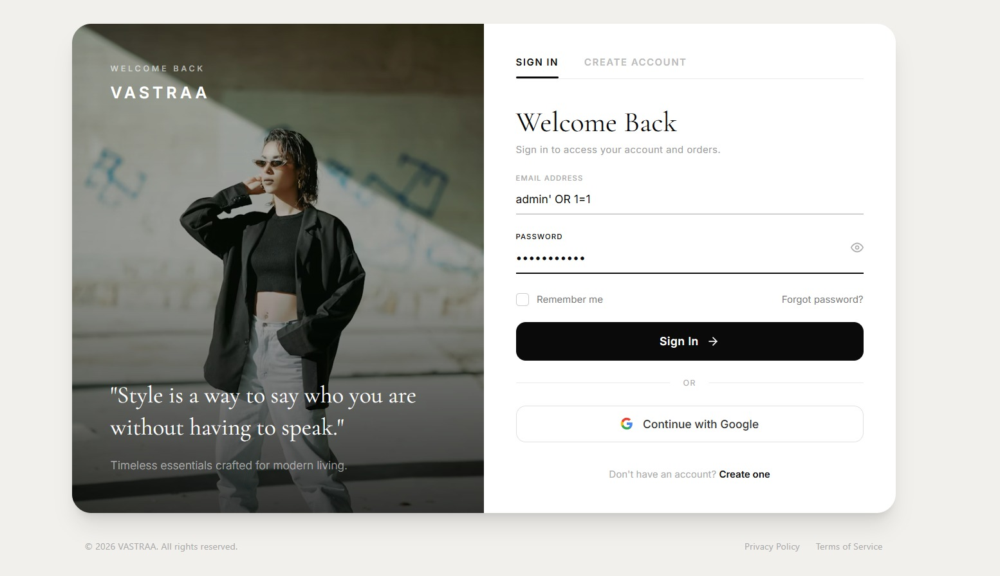 WELCOME BACK
VASTRAA
"Style is a way to say who you are
without having to speak."
Timeless essentials crafted for modern living.
SIGN IN CREATE ACCOUNT
Welcome Back
Sign in to access your account and orders.
EMAIL ADDRESS
admin' OR 1=1
PASSWORD
•••••••••••
Remember me Forgot password?
Sign In →
OR
Continue with Google
Don't have an account? Create one
© 2026 VASTRAA. All rights reserved.
Privacy Policy Terms of Service